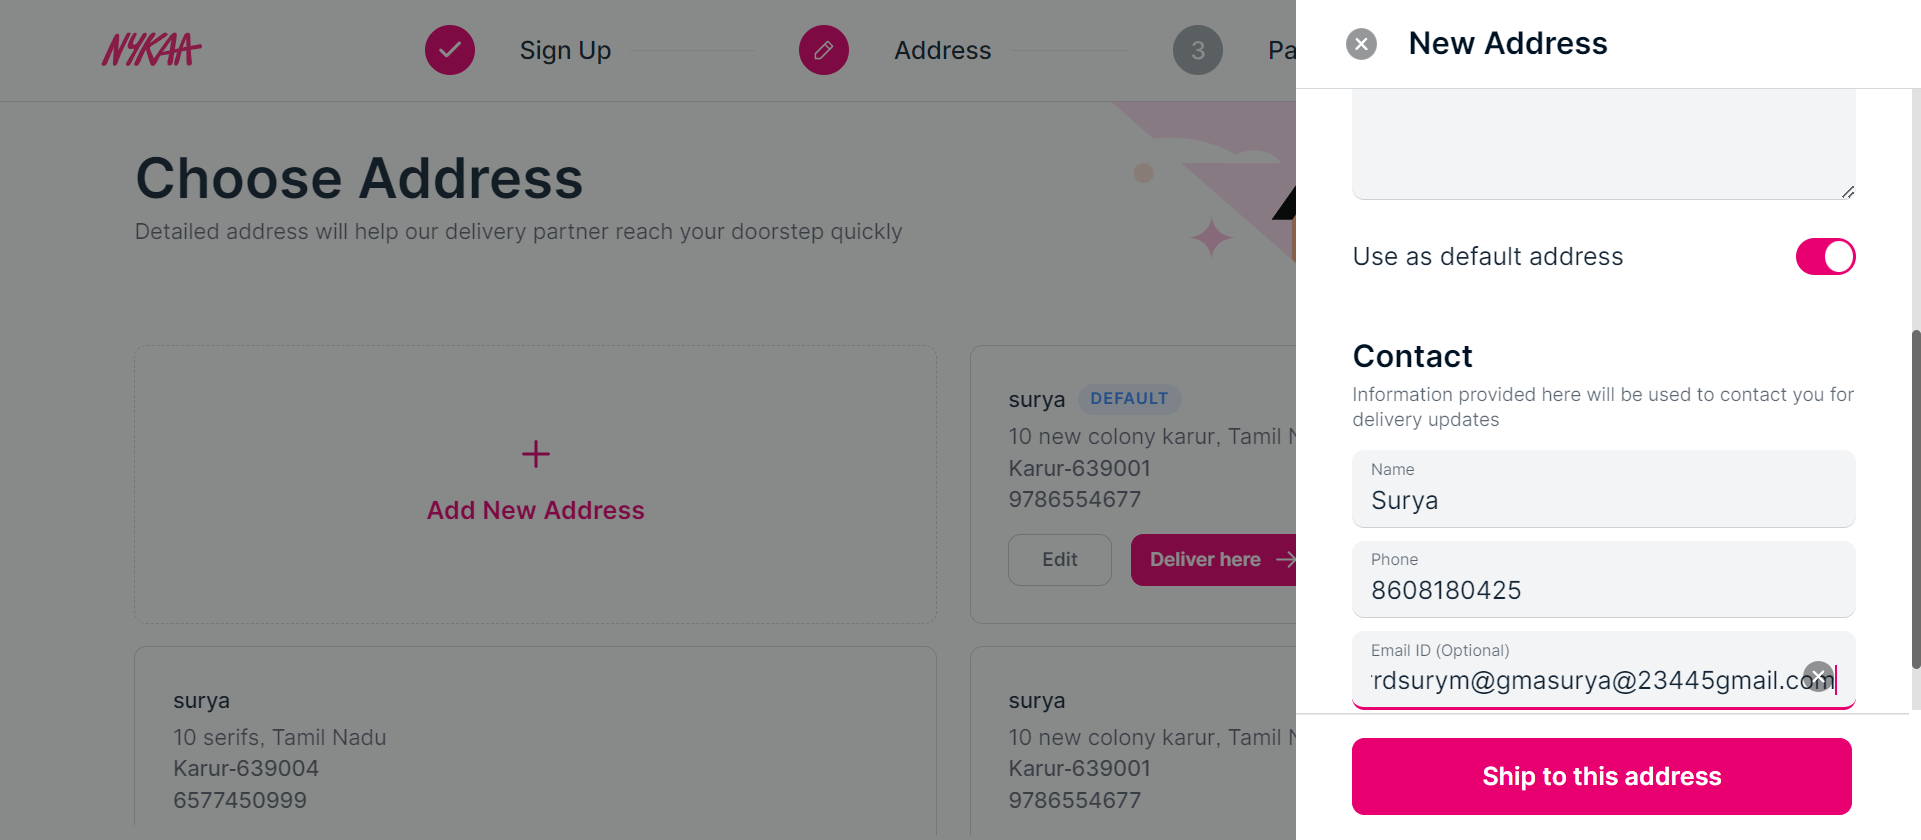 NYKAA
Sign Up
Address
3
Pa
Choose Address
Detailed address will help our delivery partner reach your doorstep quickly
Add New Address
surya DEFAULT
10 new colony karur, Tamil N
Karur-639001
9786554677
Edit
Deliver here
surya
10 serifs, Tamil Nadu
Karur-639004
6577450999
surya
10 new colony karur, Tamil N
Karur-639001
9786554677
New Address
Use as default address
Contact
Information provided here will be used to contact you for
delivery updates
Name
Surya
Phone
8608180425
Email ID (Optional)
rdsurym@gmasurya@23445gmail.com
Ship to this address